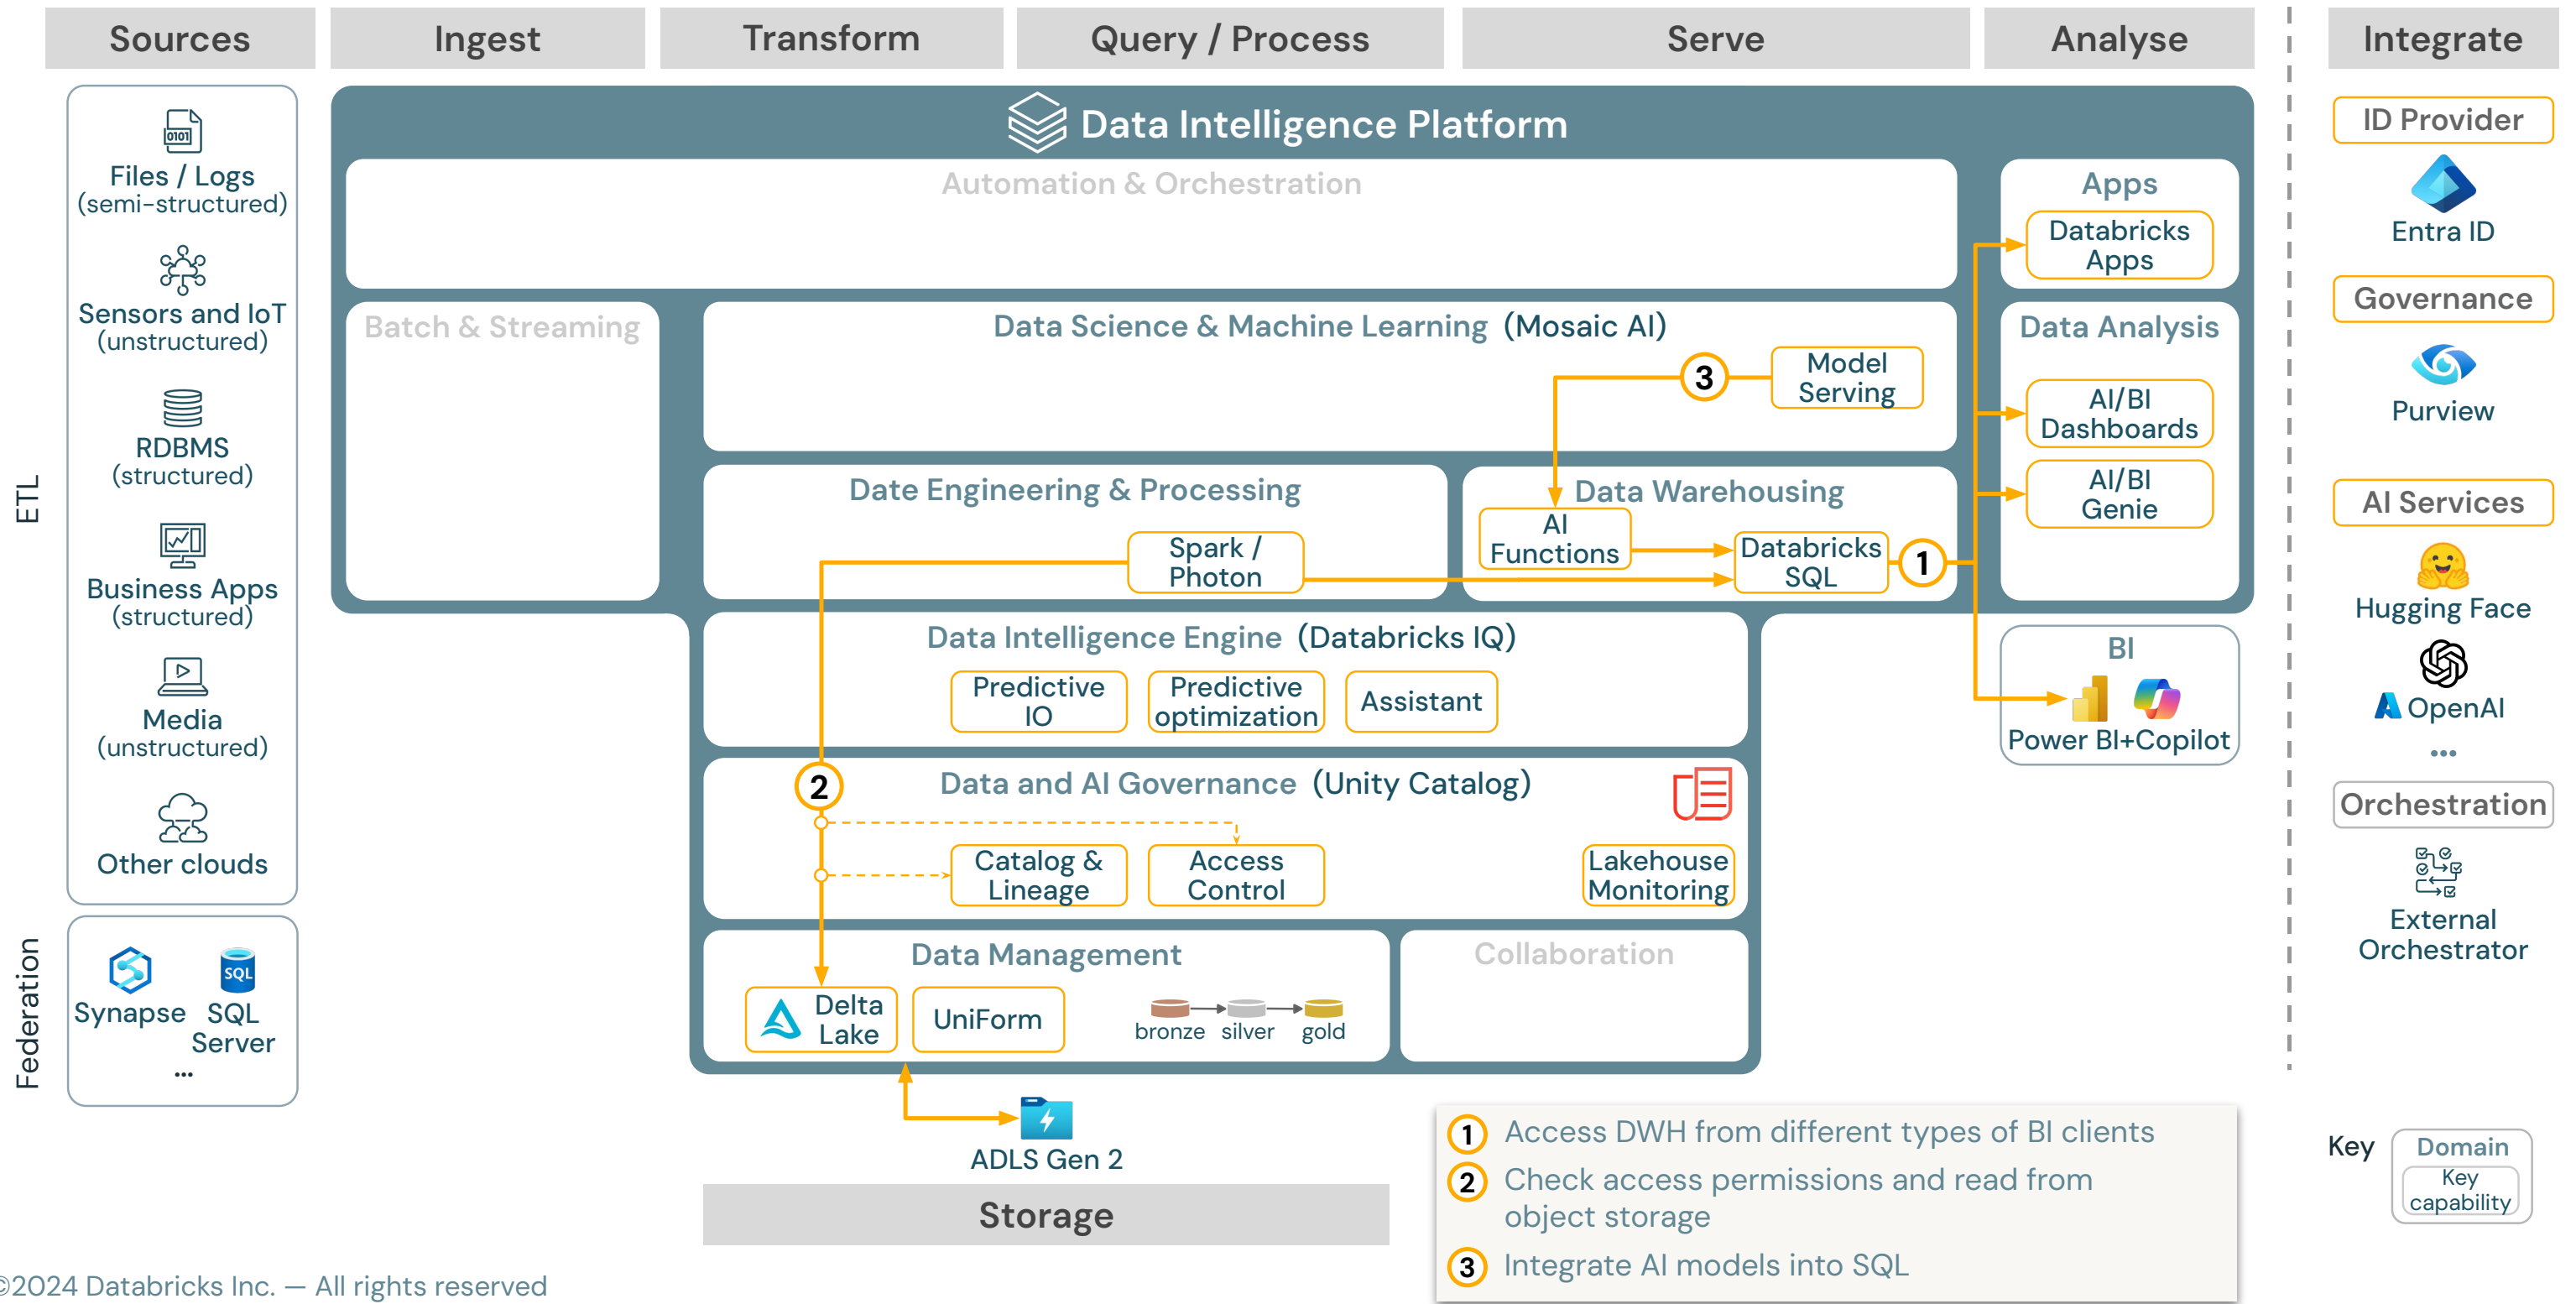 Sources
Ingest
Transform
Query / Process
Serve
Analyse
Integrate
ETL
0101
Files / Logs
(semi-structured)
Sensors and IoT
(unstructured)
RDBMS
(structured)
Business Apps
(structured)
Media
(unstructured)
Other clouds
Federation
Synapse
SQL
SQL
Server
...
Data Intelligence Platform
Automation & Orchestration
Batch & Streaming
Data Science & Machine Learning (Mosaic AI)
3
Model
Serving
Date Engineering & Processing
Spark /
Photon
Data Warehousing
AI
Functions
Databricks
SQL
1
Apps
Databricks
Apps
Data Analysis
AI/BI
Dashboards
AI/BI
Genie
BI
Power BI+Copilot
Data Intelligence Engine (Databricks IQ)
Predictive
IO
Predictive
optimization
Assistant
2
Data and AI Governance (Unity Catalog)
Catalog &
Lineage
Access
Control
Lakehouse
Monitoring
Data Management
Delta
Lake
UniForm
bronze
silver
gold
Collaboration
ADLS Gen 2
Storage
ID Provider
Entra ID
Governance
Purview
AI Services
Hugging Face
OpenAI
...
Orchestration
External
Orchestrator
1 Access DWH from different types of BI clients
2 Check access permissions and read from
object storage
3 Integrate AI models into SQL
Key
Domain
Key
capability
©2024 Databricks Inc. — All rights reserved